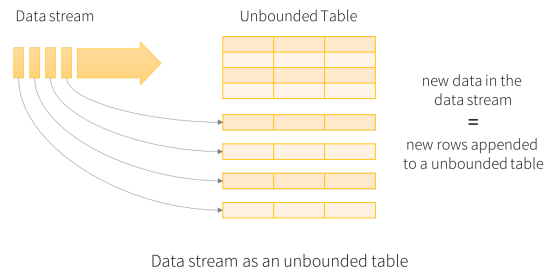 Data stream
Unbounded Table
new data in the
data stream
=
new rows appended
to a unbounded table
Data stream as an unbounded table